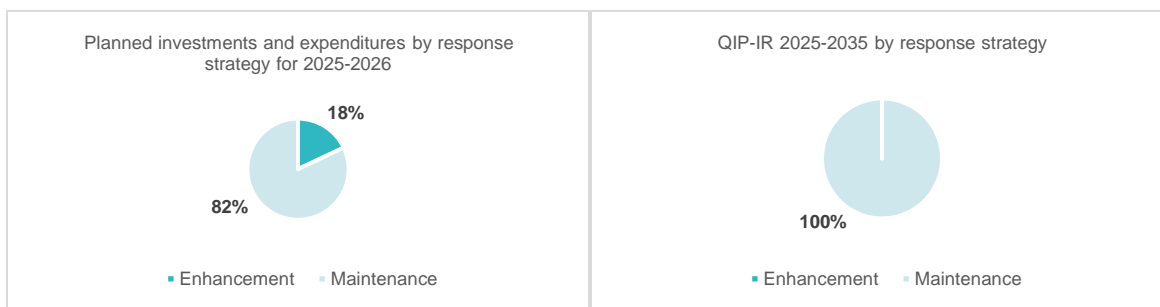 Planned investments and expenditures by response
strategy for 2025-2026
18%
82%
Enhancement Maintenance
QIP-IR 2025-2035 by response strategy
100%
Enhancement Maintenance